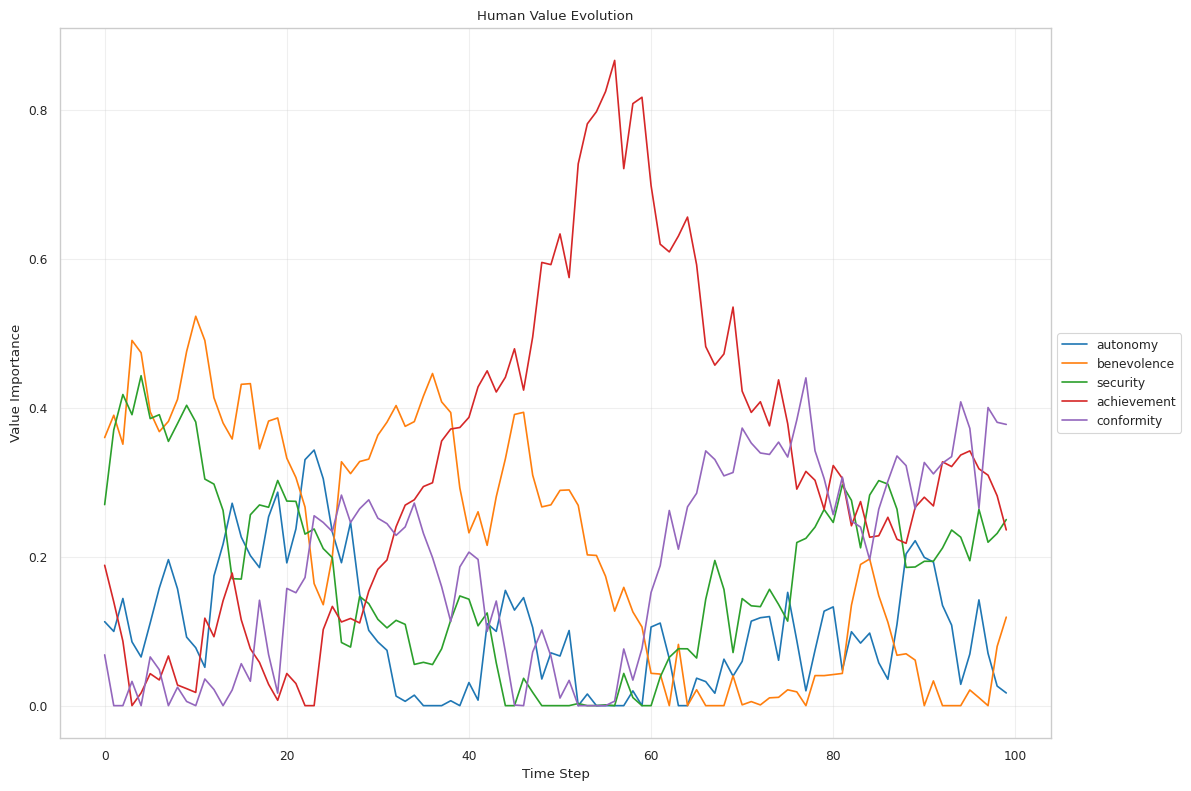 Human Value Evolution
Value Importance
0.8
0.6
0.4
0.2
0.0
0
20
40
60
80
100
Time Step
autonomy
benevolence
security
achievement
conformity